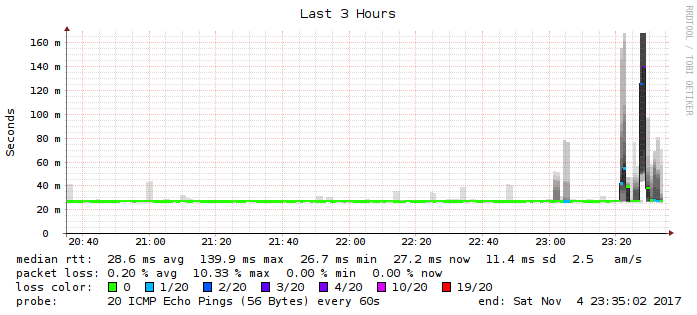 Last 3 Hours
RRDTOOL / TOBI OETIKER
Seconds
160 m
140 m
120 m
100 m
80 m
60 m
40 m
20 m
0
20:40 21:00 21:20 21:40 22:00 22:20 22:40 23:00 23:20
median rtt: 28.6 ms avg 139.9 ms max 26.7 ms min 27.2 ms now 11.4 ms sd 2.5 am/s
packet loss: 0.20 % avg 10.33 % max 0.00 % min 0.00 % now
loss color: 0 1/20 2/20 3/20 4/20 10/20 19/20
probe: 20 ICMP Echo Pings (56 Bytes) every 60s end: Sat Nov 4 23:35:02 2017